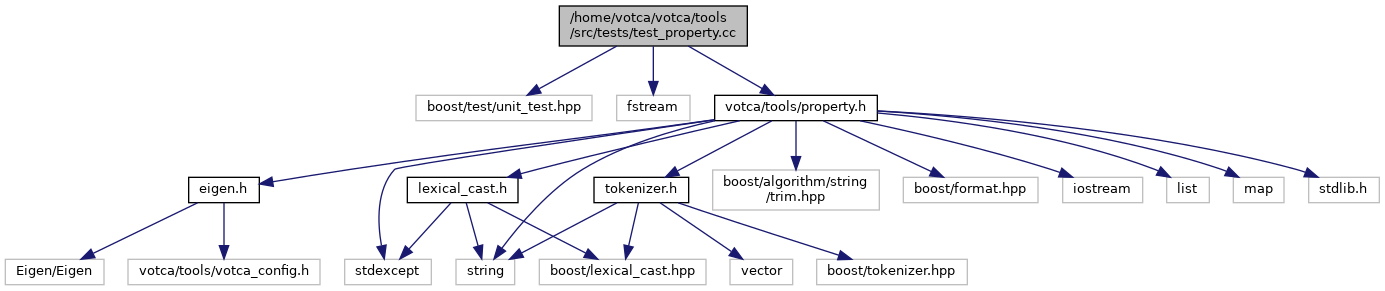 /home/votca/votca/tools
/src/tests/test_property.cc
boost/test/unit_test.hpp
fstream
votca/tools/property.h
eigen.h
lexical_cast.h
tokenizer.h
boost/algorithm/string
/trim.hpp
boost/format.hpp
iostream
list
map
stdlib.h
Eigen/Eigen
votca/tools/votca_config.h
stdexcept
string
boost/lexical_cast.hpp
vector
boost/tokenizer.hpp